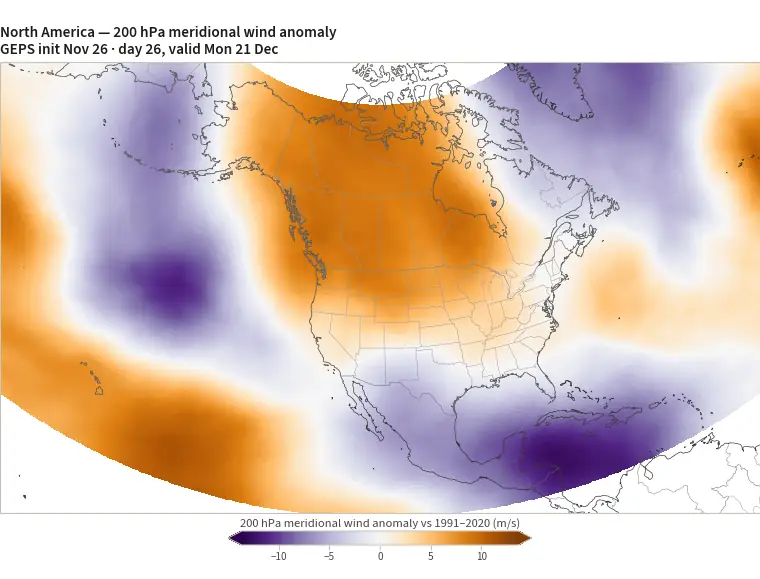 North America — 200 hPa meridional wind anomaly
GEPS init Nov 26 · day 26, valid Mon 21 Dec
200 hPa meridional wind anomaly vs 1991–2020 (m/s)
−10 −5 0 5 10